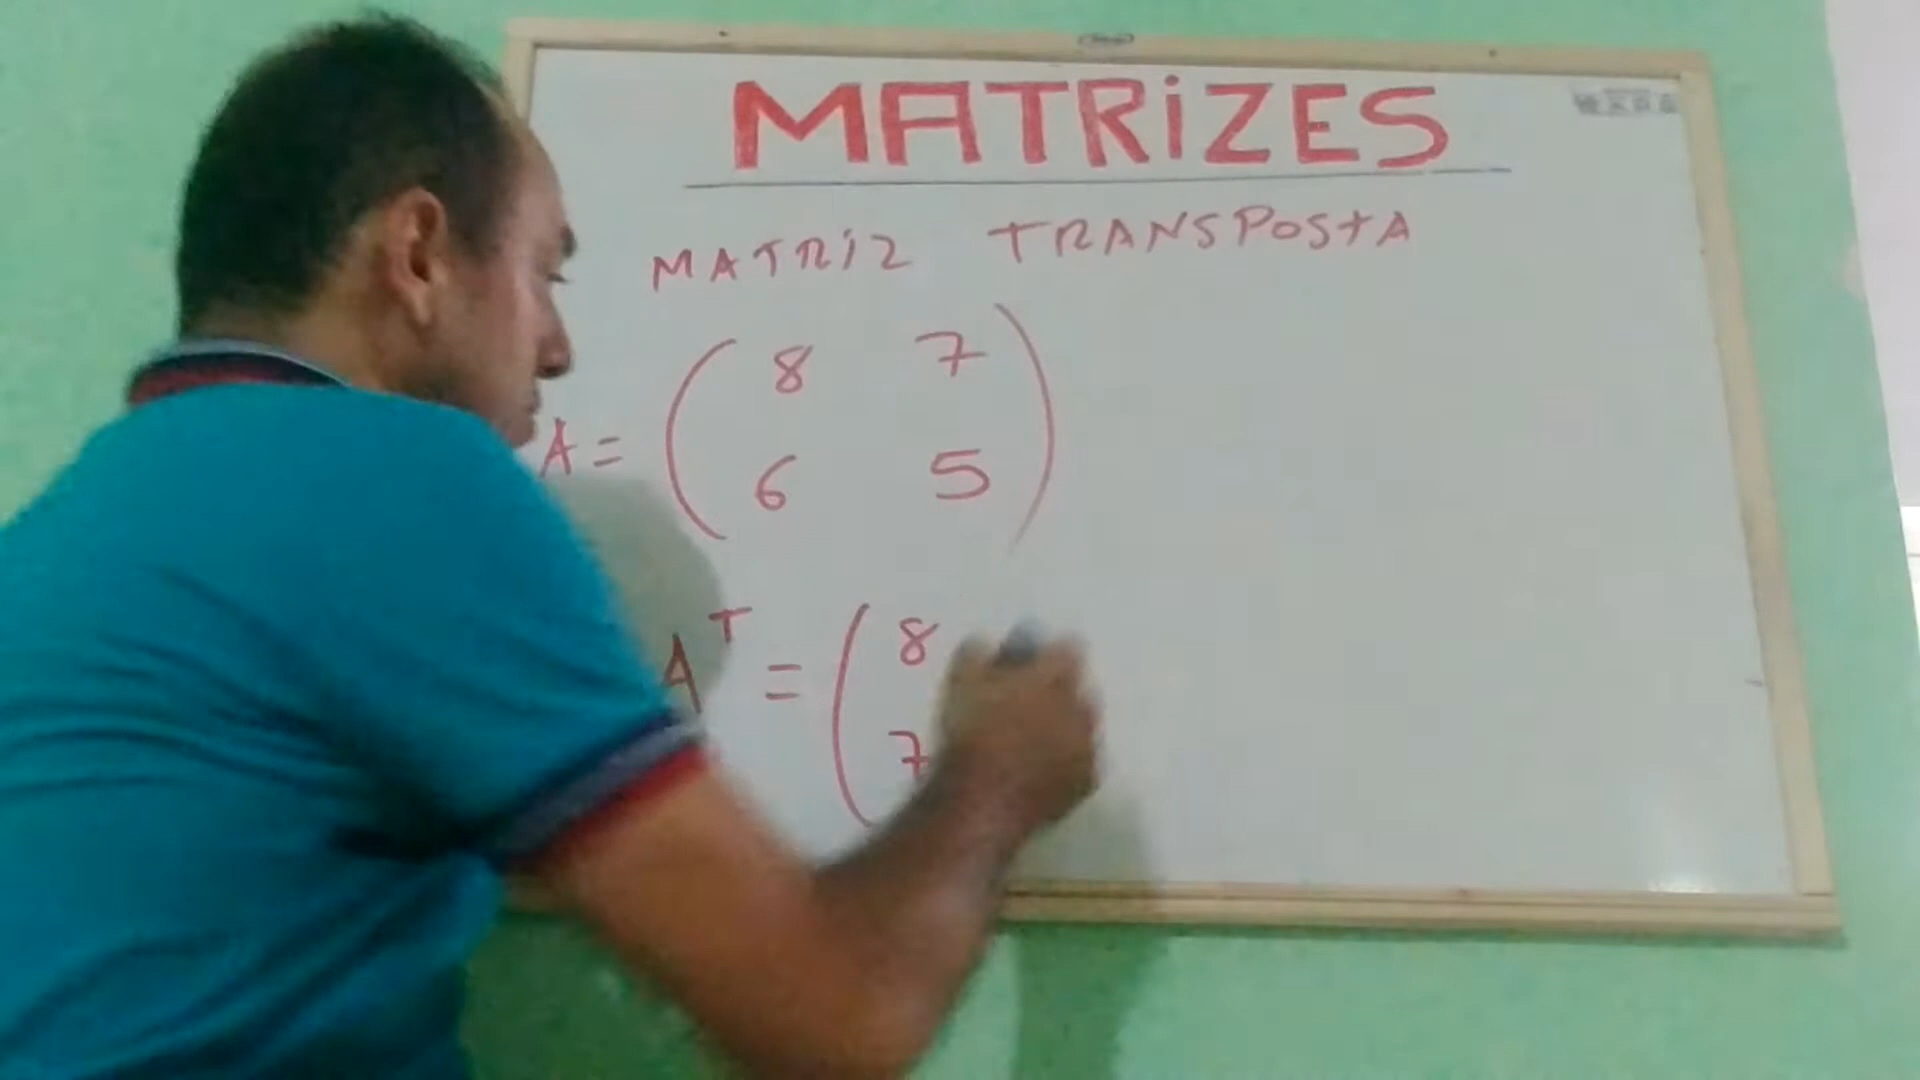 MATRiZES
MATRiZ TRANSPOSTA
8 7
A =
6 5
A^T = 8
7